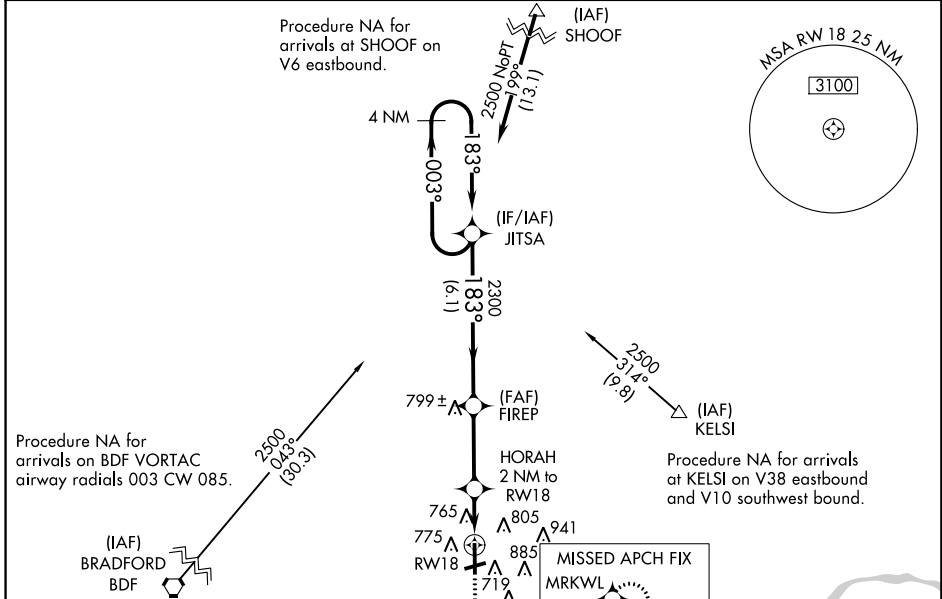 Procedure NA for
arrivals at SHOOF on
V6 eastbound.
(IAF)
SHOOF
2500 NoPT
199°
(13.1)
MSA RW 18 25 NM
3100
4 NM
183°
003°
(IF/IAF)
JITSA
2300
183°
(6.1)
2500
314°
(9.8)
(IAF)
KELSI
799 ±
(FAF)
FIREP
Procedure NA for
arrivals on BDF VORTAC
airway radials 003 CW 085.
2500
043°
(30.3)
Procedure NA for arrivals
at KELSI on V38 eastbound
and V10 southwest bound.
HORAH
2 NM to
RW18
765
805
941
775
885
RW18
719
(IAF)
BRADFORD
BDF
MISSED APCH FIX
MRKWL